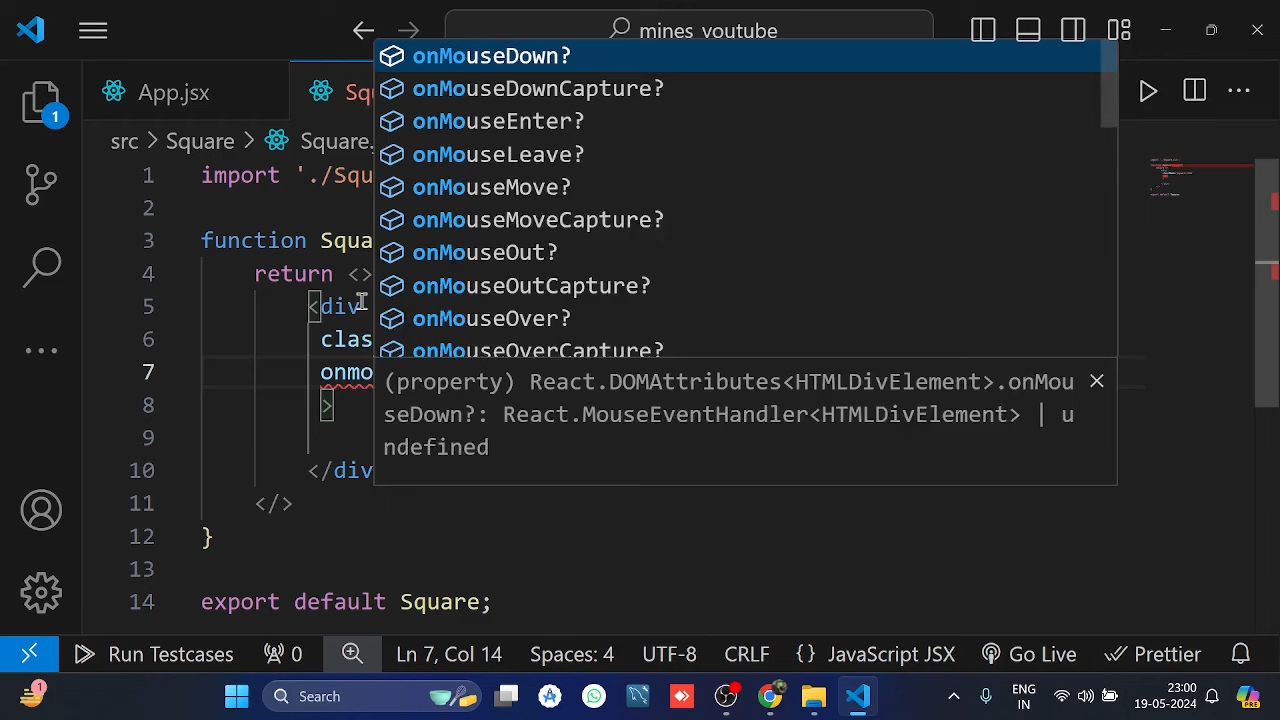 mines youtube
1
App.jsx
Squ
src > Square > Square.
1 import './Squ
2
3 function Squa
4 return <>
5 <div
6 clas
7 onmo
8 >
9
10 </div
11 </>
12 }
13
14 export default Square;
onMouseDown?
onMouseDownCapture?
onMouseEnter?
onMouseLeave?
onMouseMove?
onMouseMoveCapture?
onMouseOut?
onMouseOutCapture?
onMouseOver?
onMouseOverCapture?
(property) React.DOMAttributes<HTMLDivElement>.onMou
seDown?: React.MouseEventHandler<HTMLDivElement> | u
ndefined
Run Testcases 0 Ln 7, Col 14 Spaces: 4 UTF-8 CRLF {} JavaScript JSX Go Live Prettier
1 Search ENG 23:00
IN 19-05-2024
PRE